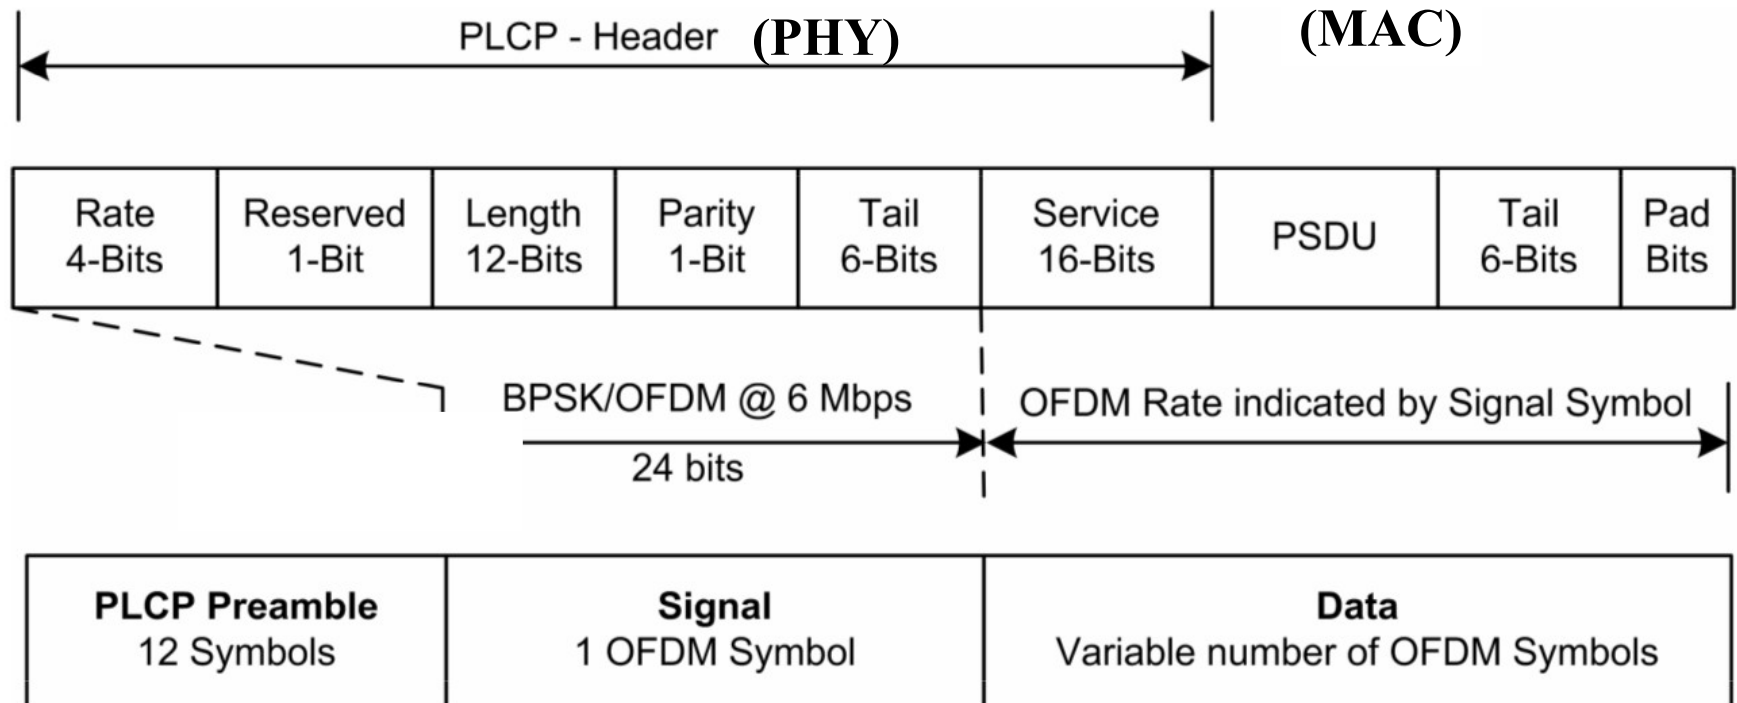 PLCP - Header (PHY) (MAC)
Rate
4-Bits
Reserved
1-Bit
Length
12-Bits
Parity
1-Bit
Tail
6-Bits
Service
16-Bits
PSDU
Tail
6-Bits
Pad
Bits
BPSK/OFDM @ 6 Mbps
24 bits
OFDM Rate indicated by Signal Symbol
PLCP Preamble
12 Symbols
Signal
1 OFDM Symbol
Data
Variable number of OFDM Symbols